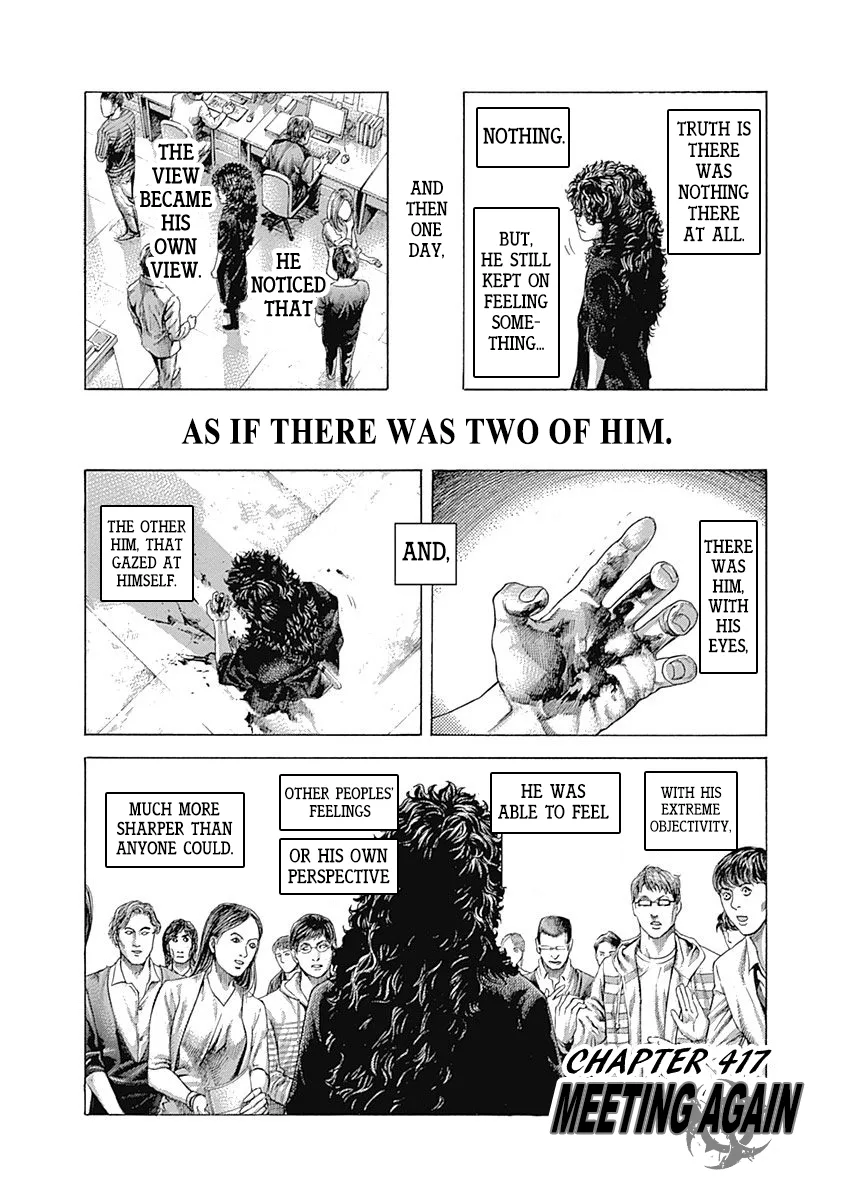 TRUTH IS
THERE
WAS
NOTHING
THERE
AT ALL.
NOTHING.
BUT,
HE STILL
KEPT ON
FEELING
SOME-
THING...
AND
THEN
ONE
DAY,
HE
NOTICED
THAT
THE
VIEW
BECAME
HIS
OWN
VIEW.
AS IF THERE WAS TWO OF HIM.
THERE
WAS
HIM,
WITH
HIS
EYES,
AND,
THE OTHER
HIM, THAT
GAZED AT
HIMSELF.
WITH HIS
EXTREME
OBJECTIVITY,
HE WAS
ABLE TO FEEL
OTHER PEOPLES'
FEELINGS
OR HIS OWN
PERSPECTIVE
MUCH MORE
SHARPER THAN
ANYONE COULD.
CHAPTER 417
MEETING AGAIN